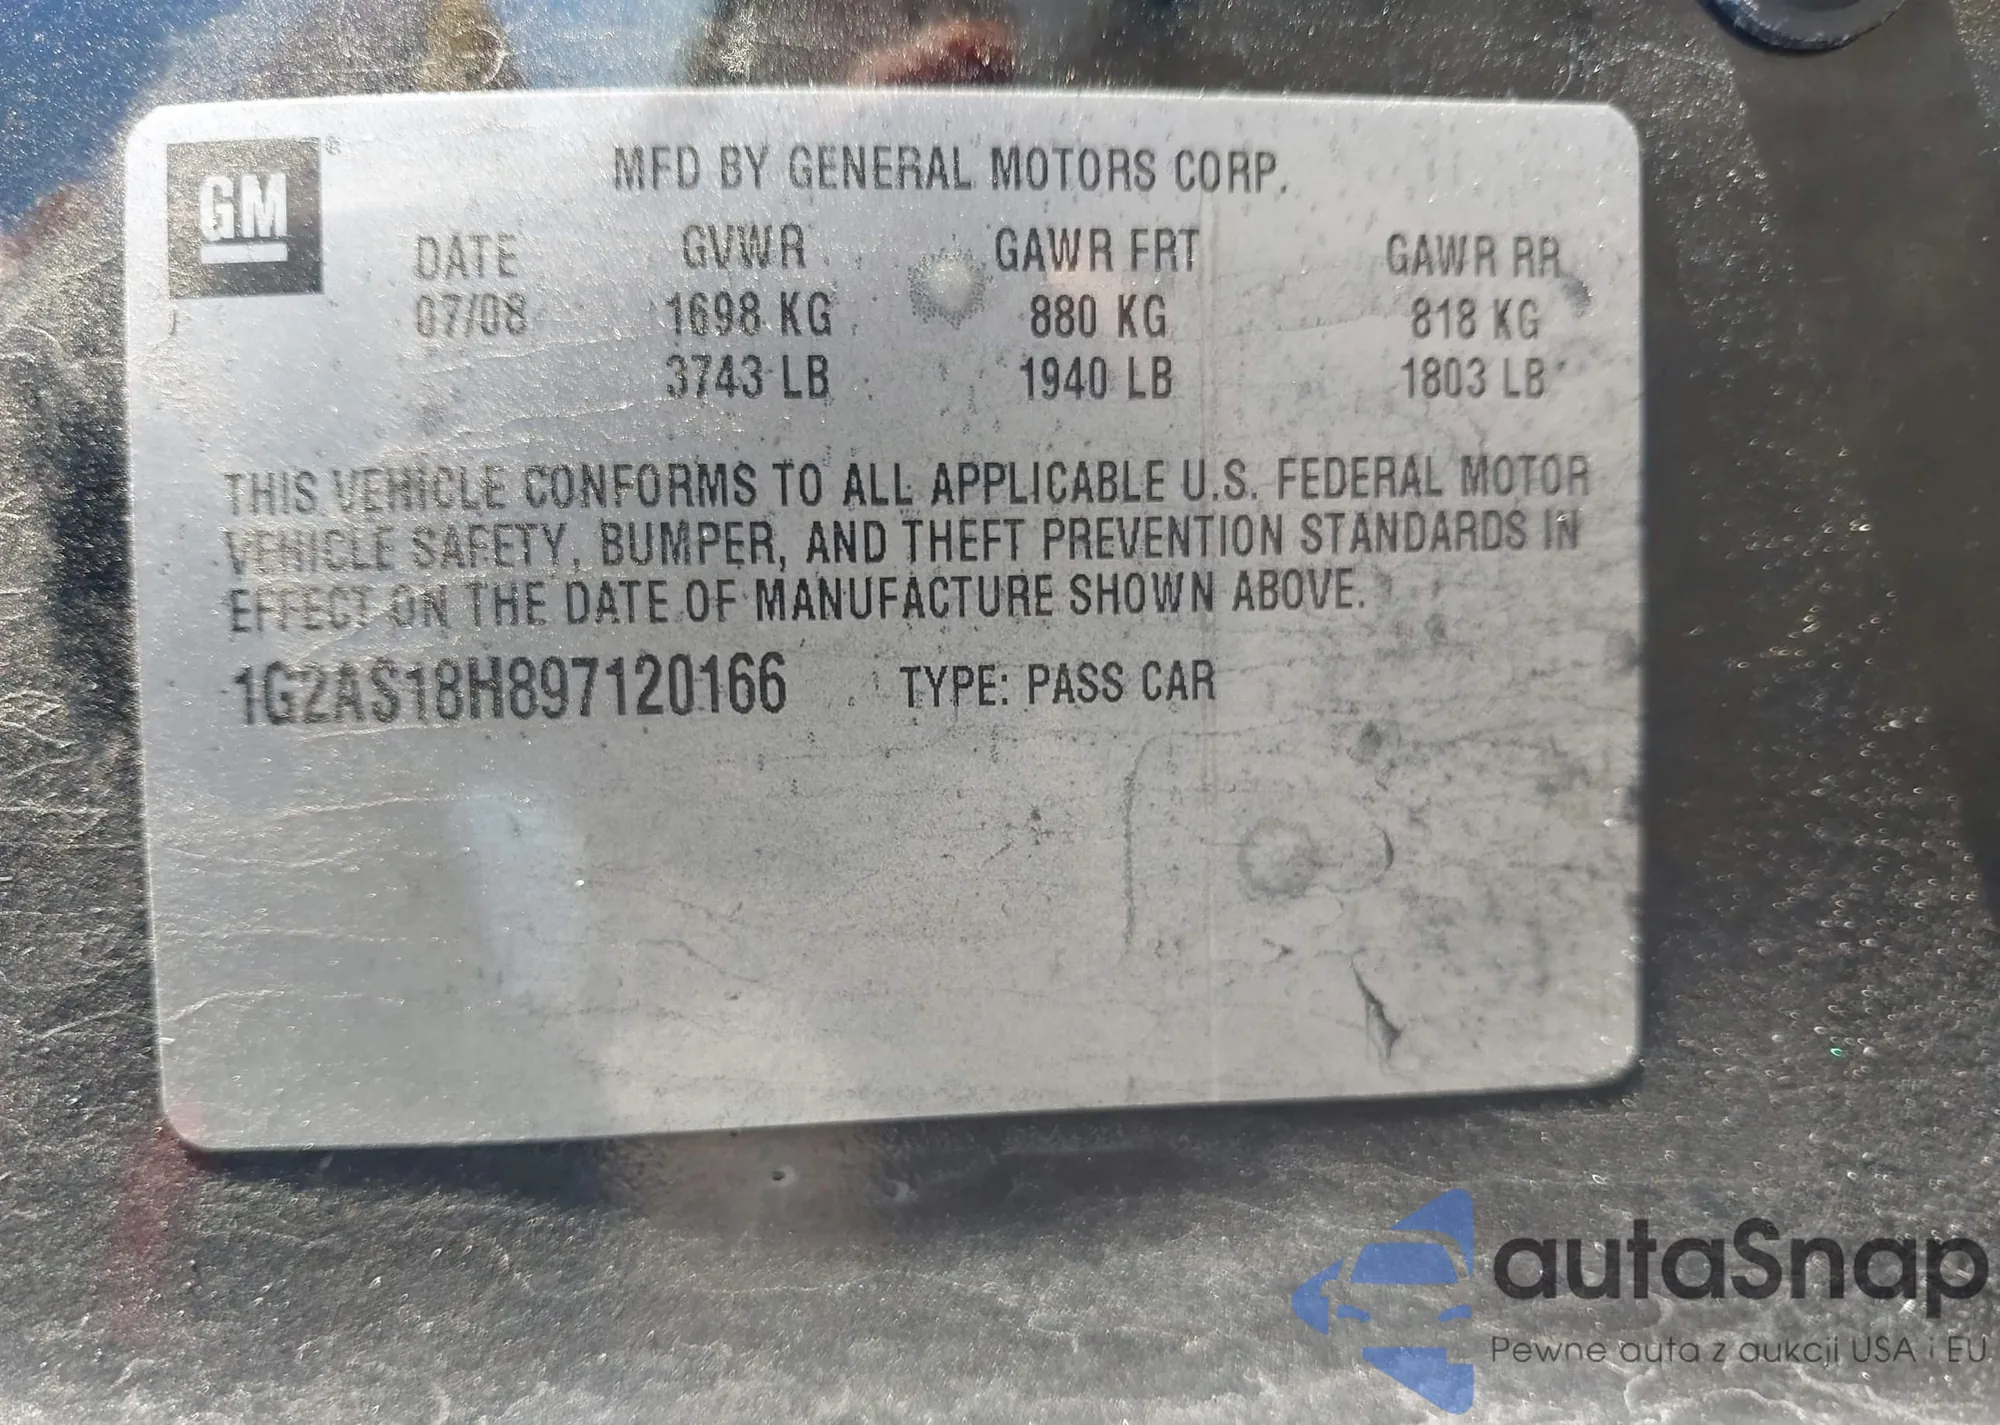 GM®
MFD BY GENERAL MOTORS CORP.
DATE GVWR GAWR FRT GAWR RR
07/08 1698 KG 880 KG 818 KG
3743 LB 1940 LB 1803 LB
THIS VEHICLE CONFORMS TO ALL APPLICABLE U.S. FEDERAL MOTOR
VEHICLE SAFETY, BUMPER, AND THEFT PREVENTION STANDARDS IN
EFFECT ON THE DATE OF MANUFACTURE SHOWN ABOVE.
1G2AS18H897120166 TYPE: PASS CAR
autaSnap
Pewne auta z aukcji USA i EU